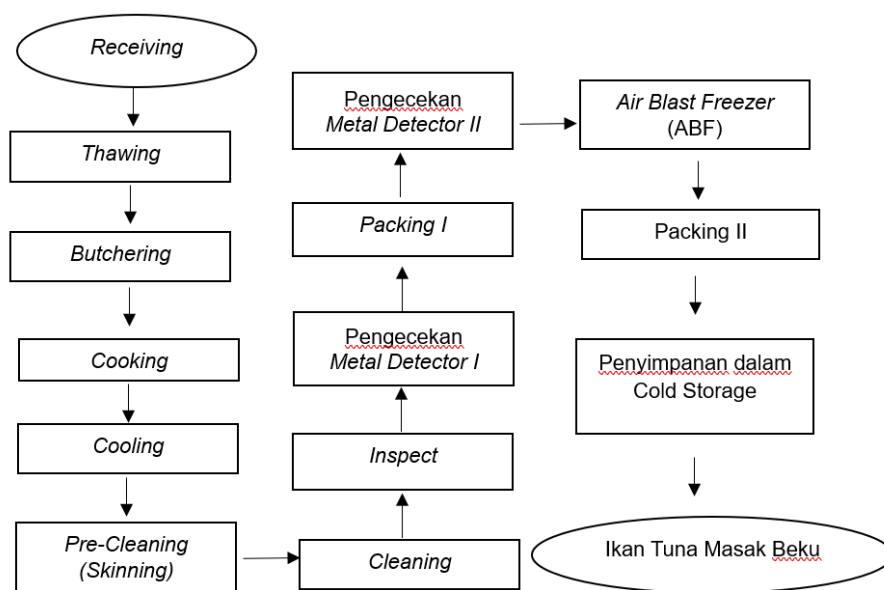 Receiving
Thawing
Butchering
Cooking
Cooling
Pre-Cleaning
(Skinning)
Cleaning
Inspect
Pengecekan
Metal Detector I
Packing I
Pengecekan
Metal Detector II
Air Blast Freezer
(ABF)
Packing II
Penyimpanan dalam
Cold Storage
Ikan Tuna Masak Beku